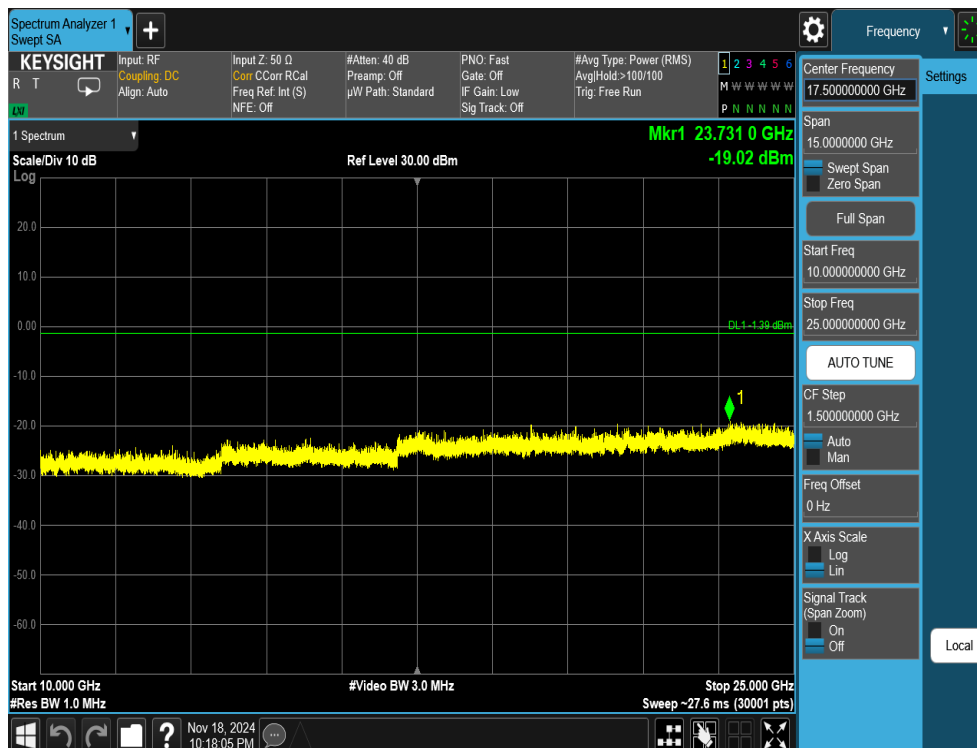 Spectrum Analyzer 1
Swept SA
+
Frequency
KEYSIGHT
R T
LXI
Input: RF
Coupling: DC
Align: Auto
Input Z: 50 Ω
Corr CCorr RCal
Freq Ref: Int (S)
NFE: Off
#Atten: 40 dB
Preamp: Off
µW Path: Standard
PNO: Fast
Gate: Off
IF Gain: Low
Sig Track: Off
#Avg Type: Power (RMS)
Avg|Hold:>100/100
Trig: Free Run
1 2 3 4 5 6
M W W W W W
P N N N N N
1 Spectrum
Scale/Div 10 dB
Log
Ref Level 30.00 dBm
Mkr1 23.731 0 GHz
-19.02 dBm
20.0
10.0
0.00
-10.0
-20.0
-30.0
-40.0
-50.0
-60.0
DL1 -1.39 dBm
1
Start 10.000 GHz
#Res BW 1.0 MHz
#Video BW 3.0 MHz
Stop 25.000 GHz
Sweep ~27.6 ms (30001 pts)
?
Nov 18, 2024
10:18:05 PM
Center Frequency
17.500000000 GHz
Span
15.0000000 GHz
Swept Span
Zero Span
Full Span
Start Freq
10.000000000 GHz
Stop Freq
25.000000000 GHz
AUTO TUNE
CF Step
1.500000000 GHz
Auto
Man
Freq Offset
0 Hz
X Axis Scale
Log
Lin
Signal Track
(Span Zoom)
On
Off
Settings
Local